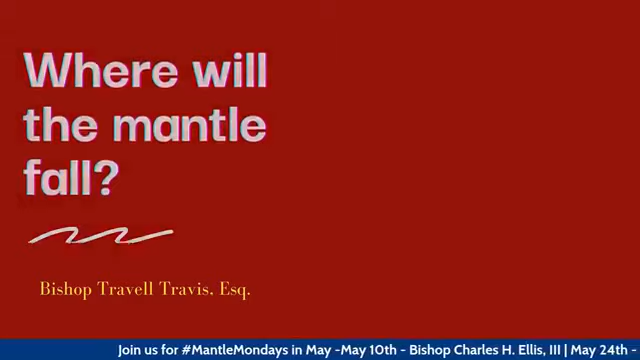 Where will
the mantle
fall?
Bishop Travell Travis, Esq.
Join us for #MantleMondays in May -May 10th - Bishop Charles H. Ellis, III | May 24th -